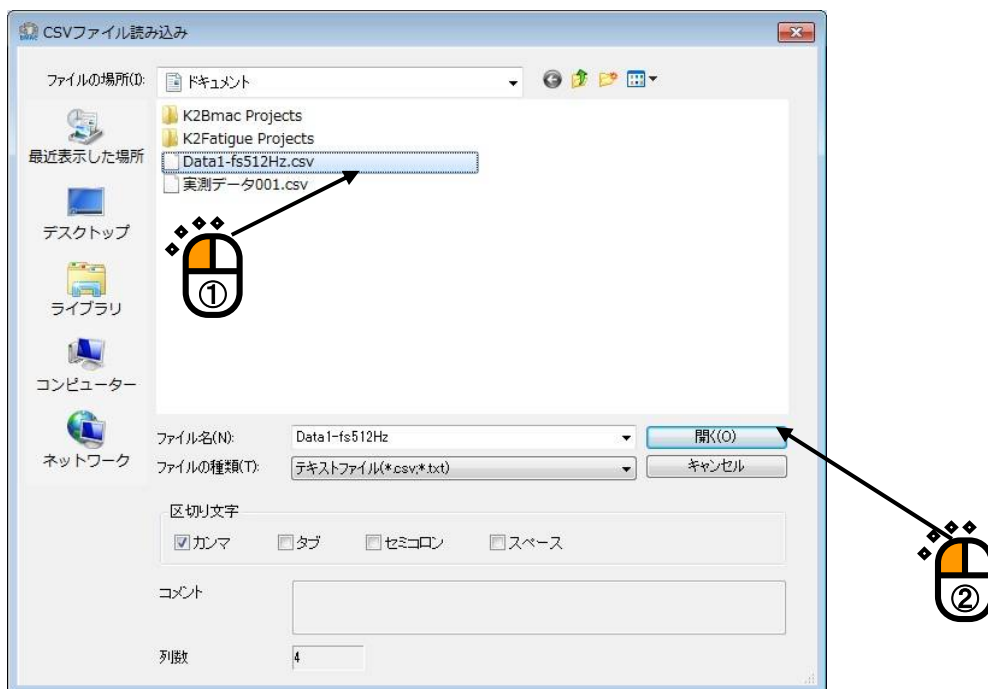 CSVファイル読み込み
ファイルの場所(I):
ドキュメント
K2Bmac Projects
K2Fatigue Projects
Data1-fs512Hz.csv
実測データ001.csv
最近表示した場所
デスクトップ
ライブラリ
コンピューター
ネットワーク
①
ファイル名(N):
Data1-fs512Hz
開く(O)
ファイルの種類(T):
テキストファイル(*.csv;*.txt)
キャンセル
②
区切り文字
カンマ
タブ
セミコロン
スペース
コメント
列数
4